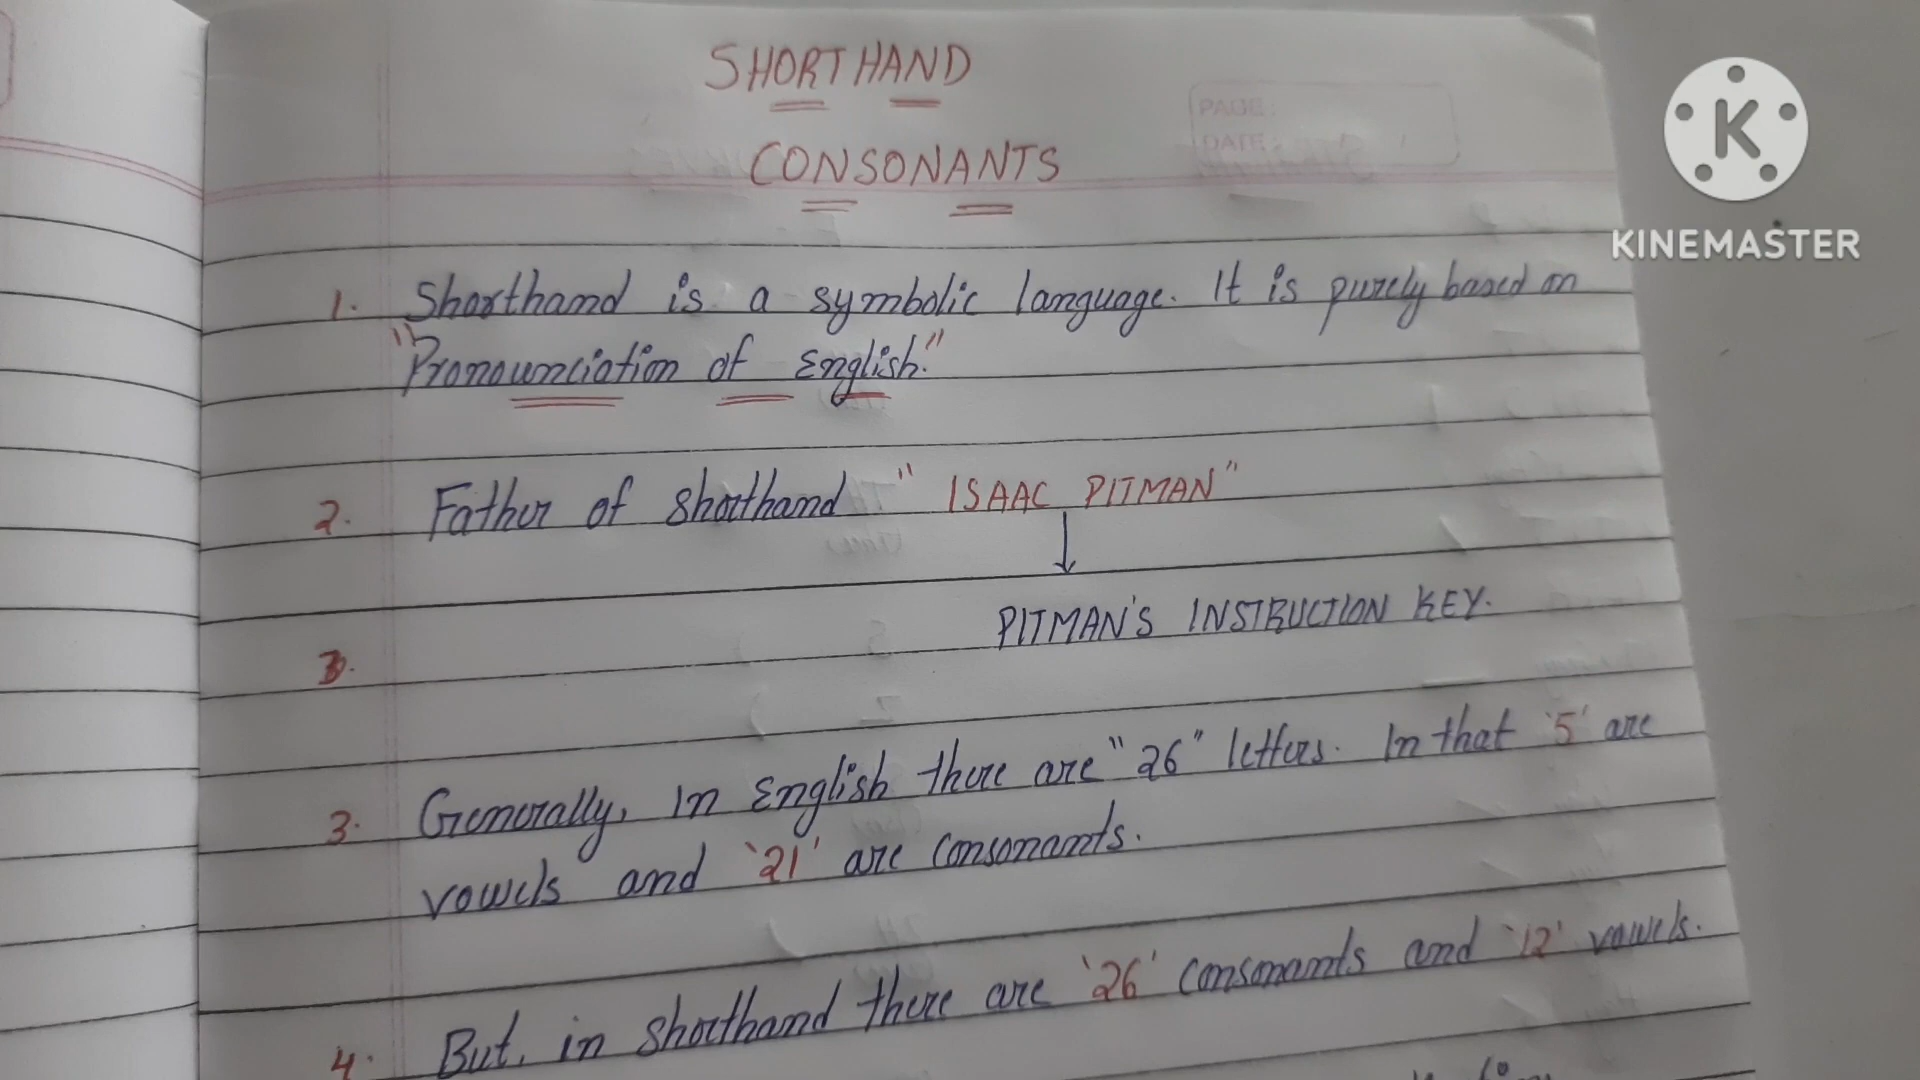 SHORTHAND
PAGE:
DATE:
CONSONANTS
K
KINEMASTER
1. Shorthand is a symbolic language. It is purely based on
"Pronounciation of English."
2. Father of Shorthand "ISAAC PITMAN"
↓
PITMAN'S INSTRUCTION KEY.
3.
3. Generally, in English there are "26" letters. In that '5' are
vowels and '21' are consonants.
4. But, in shorthand there are '26' consonants and '12' vowels.